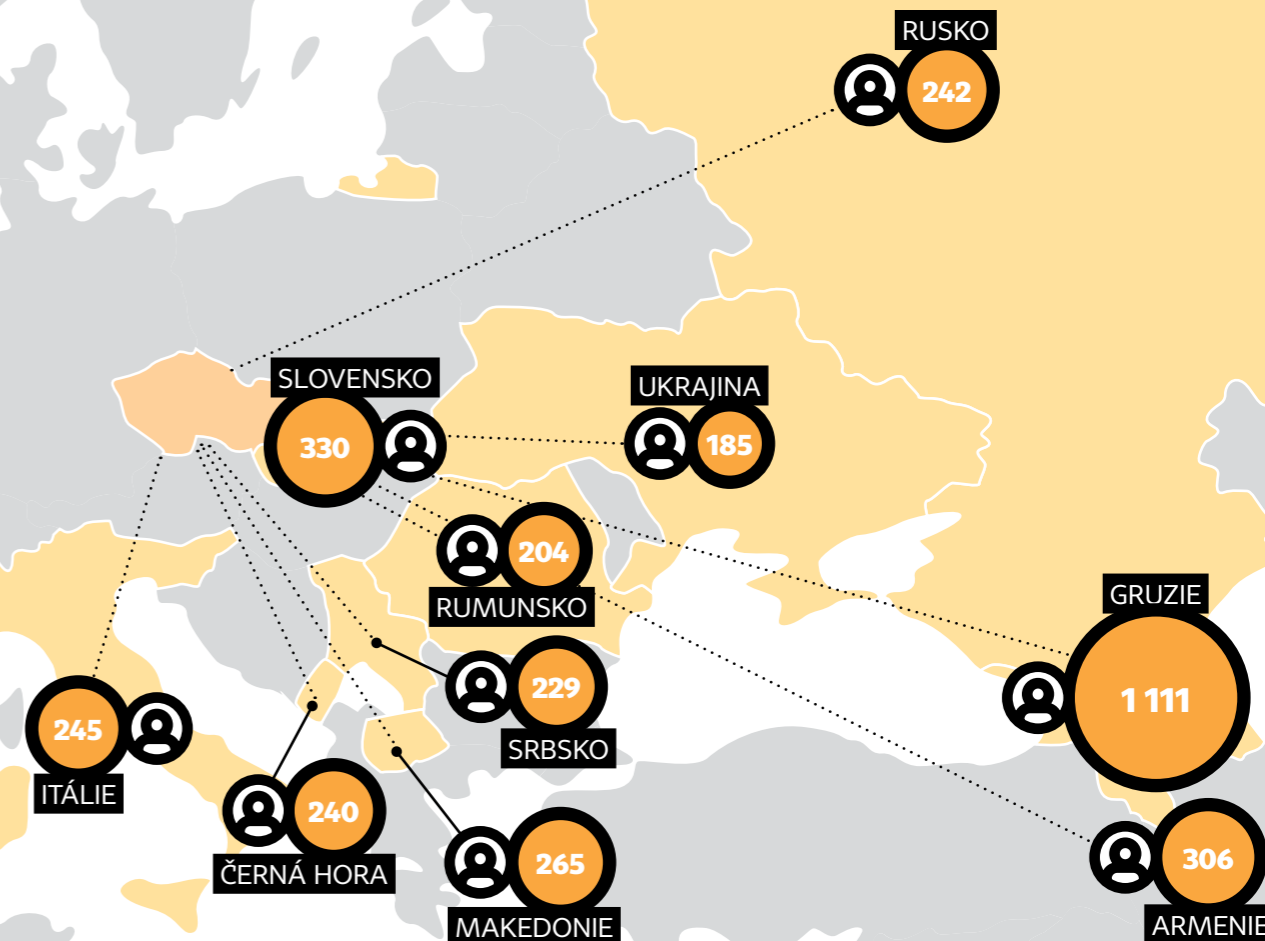 RUSKO
242
SLOVENSKO
330
UKRAJINA
185
204
RUMUNSKO
GRUZIE
1 111
229
SRBSKO
245
ITÁLIE
240
ČERNÁ HORA
265
MAKEDONIE
306
ARMENIE